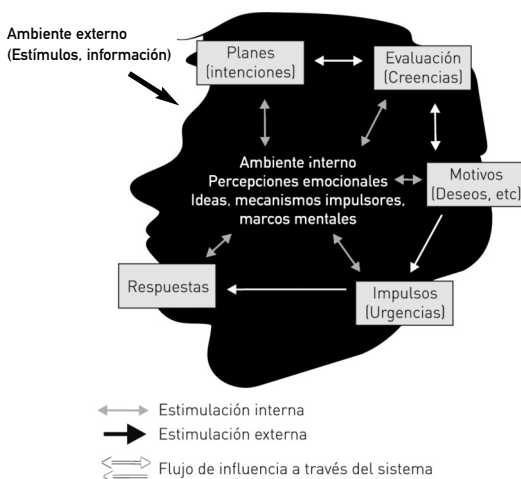 Ambiente externo
(Estímulos, información)
Planes
(intenciones)
Evaluación
(Creencias)
Ambiente interno
Percepciones emocionales
Ideas, mecanismos impulsores,
marcos mentales
Motivos
(Deseos, etc)
Respuestas
Impulsos
(Urgencias)
Estimulación interna
Estimulación externa
Flujo de influencia a través del sistema